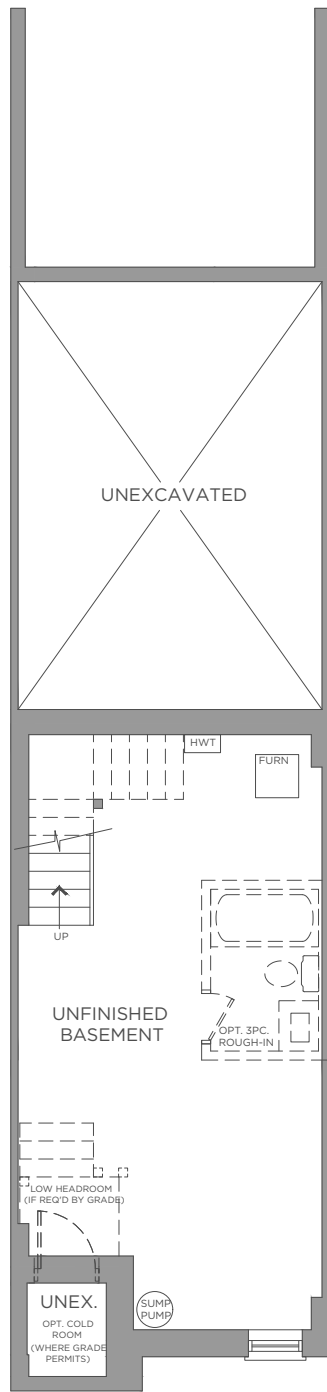 UNEXCAVATED
HWT
FURN
UP
UNFINISHED
BASEMENT
OPT. 3PC.
ROUGH-IN
LOW HEADROOM
(IF REQ'D BY GRADE)
UNEX.
OPT. COLD
ROOM
(WHERE GRADE
PERMITS)
SUMP
PUMP